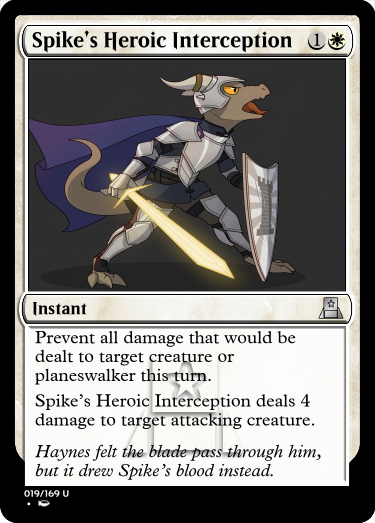 Spike's Heroic Interception 1
Instant
Prevent all damage that would be
dealt to target creature or
planeswalker this turn.
Spike's Heroic Interception deals 4
damage to target attacking creature.
Haynes felt the blade pass through him,
but it drew Spike's blood instead.
019/169 U